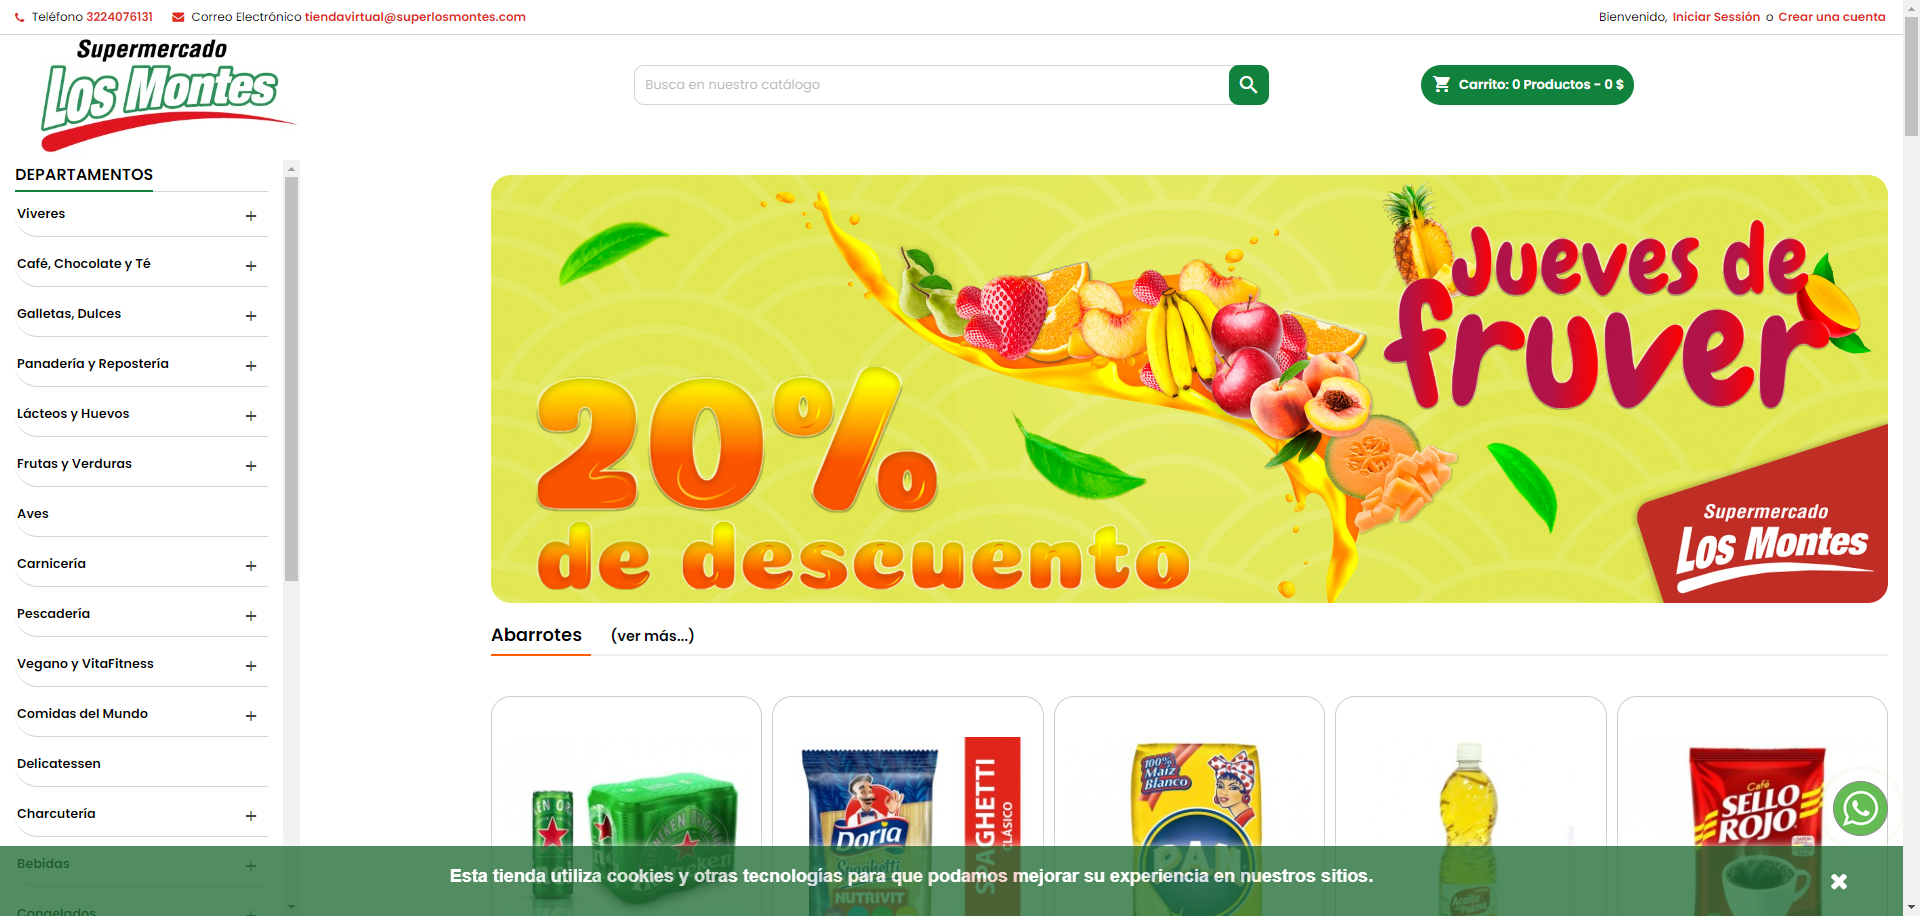 Teléfono 3224076131 Correo Electrónico tiendavirtual@superlosmontes.com
Bienvenido, Iniciar Sessión o Crear una cuenta
Supermercado
Los Montes
Busca en nuestro catálogo
Carrito: 0 Productos - 0 $
DEPARTAMENTOS
Viveres
Café, Chocolate y Té
Galletas, Dulces
Panadería y Repostería
Lácteos y Huevos
Frutas y Verduras
Aves
Carnicería
Pescadería
Vegano y VitaFitness
Comidas del Mundo
Delicatessen
Charcutería
Bebidas
Congelados
Jueves de
fruver
20%
de descuento
Supermercado
Los Montes
Abarrotes (ver más...)
Heineken
Doria
Spaghetti
NUTRIVIT
SPAGHETTI
CLÁSICO
100%
Maíz
Blanco
PAN
Aceite
de Palma
Café
SELLO
ROJO
Esta tienda utiliza cookies y otras tecnologías para que podamos mejorar su experiencia en nuestros sitios.